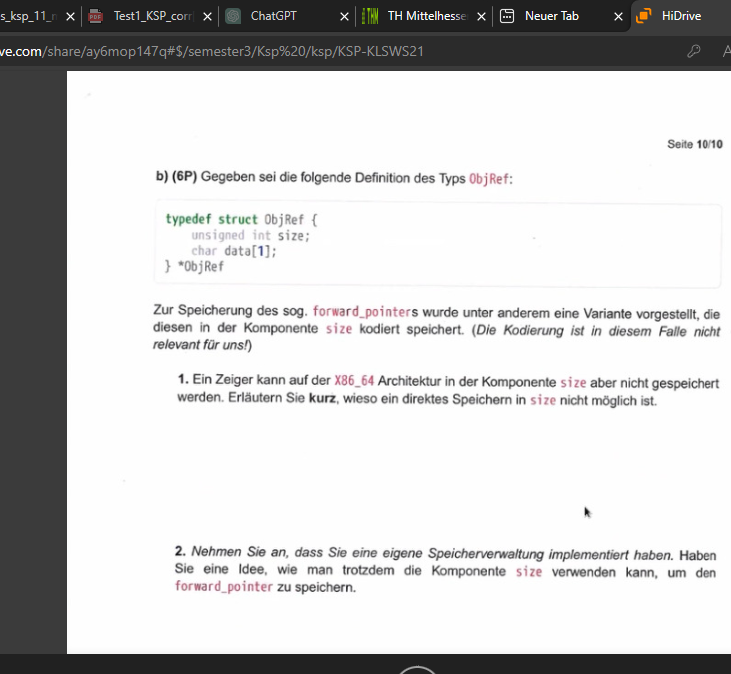 s_ksp_11_n
Test1_KSP_corr
ChatGPT
TH Mittelhesse
Neuer Tab
HiDrive
ve.com/share/ay6mop147q#$/semester3/Ksp%20/ksp/KSP-KLSWS21
Seite 10/10
b) (6P) Gegeben sei die folgende Definition des Typs ObjRef:
typedef struct ObjRef {
unsigned int size;
char data[1];
} *ObjRef
Zur Speicherung des sog. forward_pointers wurde unter anderem eine Variante vorgestellt, die
diesen in der Komponente size kodiert speichert. (Die Kodierung ist in diesem Falle nicht
relevant für uns!)
1. Ein Zeiger kann auf der X86_64 Architektur in der Komponente size aber nicht gespeichert
werden. Erläutern Sie kurz, wieso ein direktes Speichern in size nicht möglich ist.
2. Nehmen Sie an, dass Sie eine eigene Speicherverwaltung implementiert haben. Haben
Sie eine Idee, wie man trotzdem die Komponente size verwenden kann, um den
forward_pointer zu speichern.